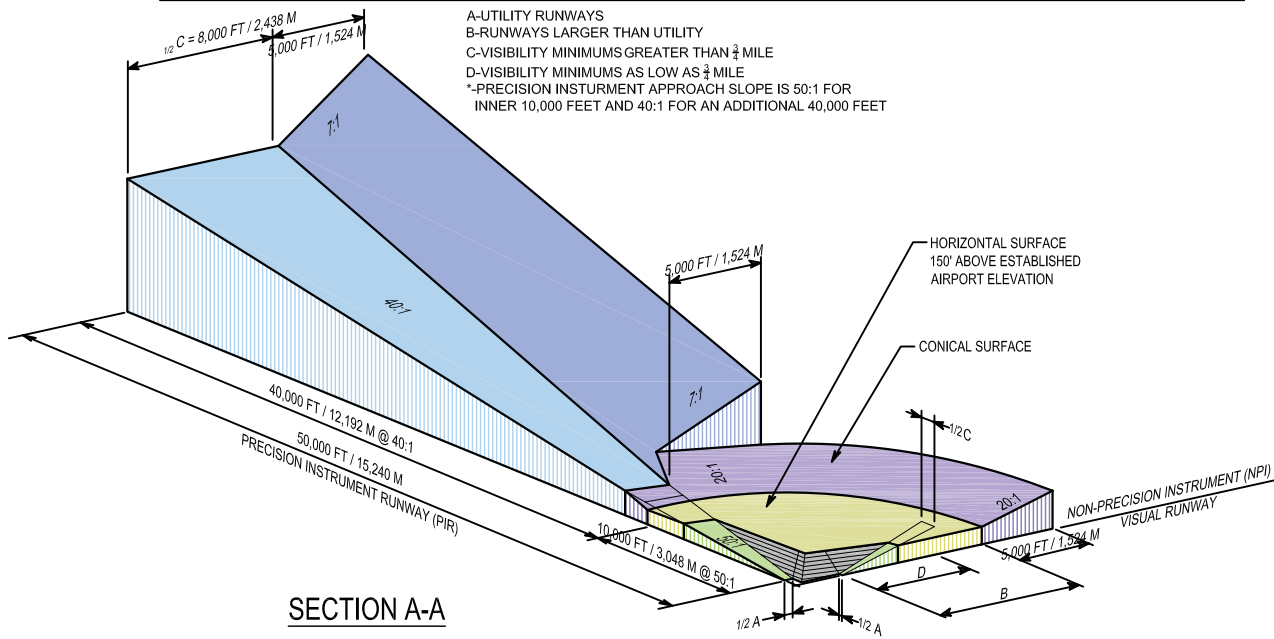 1/2 C = 8,000 FT / 2,438 M
5,000 FT / 1,524 M
A-UTILITY RUNWAYS
B-RUNWAYS LARGER THAN UTILITY
C-VISIBILITY MINIMUMS GREATER THAN 3/4 MILE
D-VISIBILITY MINIMUMS AS LOW AS 3/4 MILE
*-PRECISION INSTURMENT APPROACH SLOPE IS 50:1 FOR
INNER 10,000 FEET AND 40:1 FOR AN ADDITIONAL 40,000 FEET
7:1
HORIZONTAL SURFACE
150' ABOVE ESTABLISHED
AIRPORT ELEVATION
5,000 FT / 1,524 M
40:1
CONICAL SURFACE
7:1
40,000 FT / 12,192 M @ 40:1
50,000 FT / 15,240 M
PRECISION INSTRUMENT RUNWAY (PIR)
1/2 C
20:1
20:1
NON-PRECISION INSTRUMENT (NPI)
VISUAL RUNWAY
10,000 FT / 3,048 M @ 50:1
50:1
5,000 FT / 1,524 M
D
B
SECTION A-A
1/2 A
1/2 A